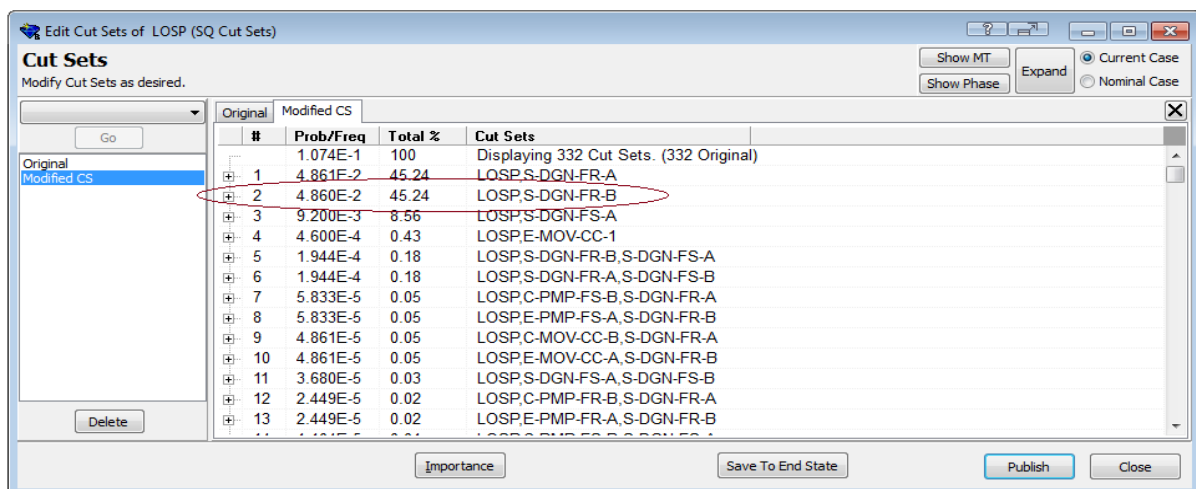 Edit Cut Sets of LOSP (SQ Cut Sets)
Cut Sets
Modify Cut Sets as desired.
Show MT
Show Phase
Expand
Current Case
Nominal Case
Go
Original
Modified CS
Delete
Original Modified CS
# Prob/Freq Total % Cut Sets
1.074E-1 100 Displaying 332 Cut Sets. (332 Original)
1 4.861E-2 45.24 LOSP,S-DGN-FR-A
2 4.860E-2 45.24 LOSP,S-DGN-FR-B
3 9.200E-3 8.56 LOSP,S-DGN-FS-A
4 4.600E-4 0.43 LOSP,E-MOV-CC-1
5 1.944E-4 0.18 LOSP,S-DGN-FR-B,S-DGN-FS-A
6 1.944E-4 0.18 LOSP,S-DGN-FR-A,S-DGN-FS-B
7 5.833E-5 0.05 LOSP,C-PMP-FS-B,S-DGN-FR-A
8 5.833E-5 0.05 LOSP,E-PMP-FS-A,S-DGN-FR-B
9 4.861E-5 0.05 LOSP,C-MOV-CC-B,S-DGN-FR-A
10 4.861E-5 0.05 LOSP,E-MOV-CC-A,S-DGN-FR-B
11 3.680E-5 0.03 LOSP,S-DGN-FS-A,S-DGN-FS-B
12 2.449E-5 0.02 LOSP,C-PMP-FR-B,S-DGN-FR-A
13 2.449E-5 0.02 LOSP,E-PMP-FR-A,S-DGN-FR-B
Importance
Save To End State
Publish
Close